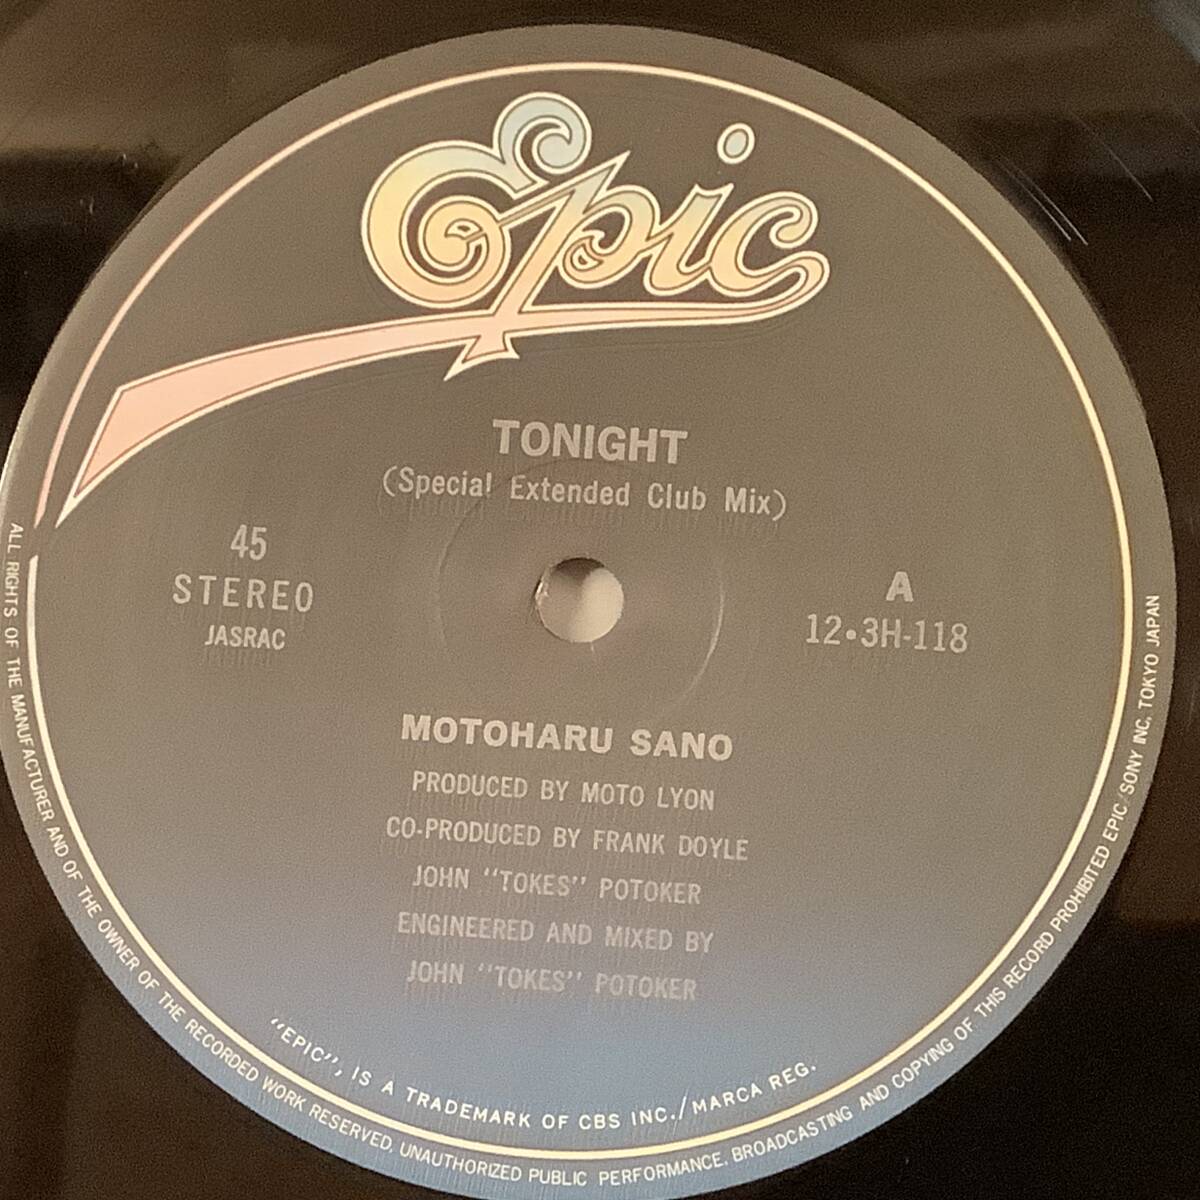 Epic
TONIGHT
(Special Extended Club Mix)
45
STEREO
JASRAC
A
12•3H-118
MOTOHARU SANO
PRODUCED BY MOTO LYON
CO-PRODUCED BY FRANK DOYLE
JOHN "TOKES" POTOKER
ENGINEERED AND MIXED BY
JOHN "TOKES" POTOKER
"EPIC", IS A TRADEMARK OF CBS INC./MARCA REG.
ALL RIGHTS OF THE MANUFACTURER AND OF THE OWNER OF THE RECORDED WORK RESERVED, UNAUTHORIZED PUBLIC PERFORMANCE, BROADCASTING AND COPYING OF THIS RECORD PROHIBITED EPIC/SONY INC. TOKYO JAPAN